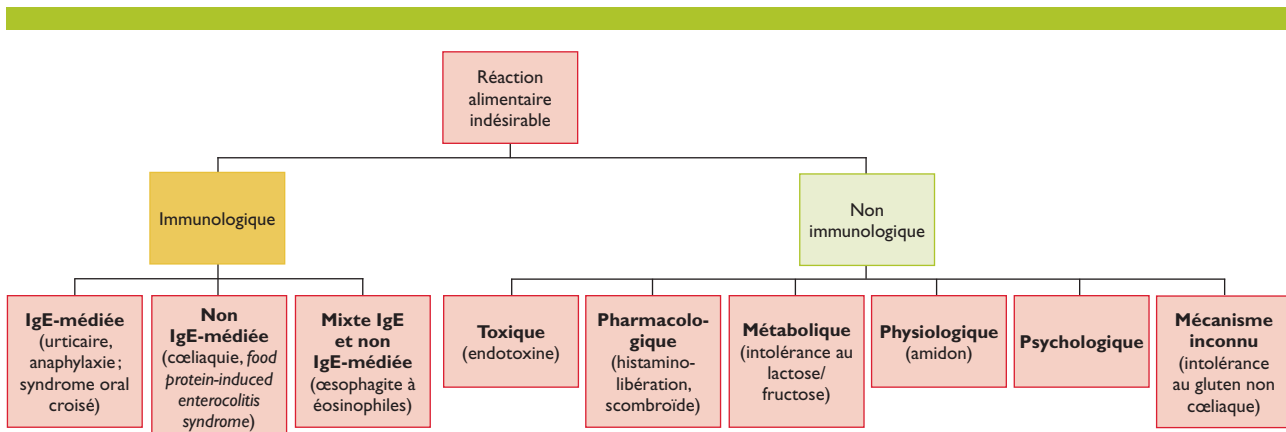 Réaction
alimentaire
indésirable
Immunologique
Non
immunologique
IgE-médiée
(urticaire,
anaphylaxie ;
syndrome oral
croisé)
Non
IgE-médiée
(cœliaquie, food
protein-induced
enterocolitis
syndrome)
Mixte IgE
et non
IgE-médiée
(œsophagite à
éosinophiles)
Toxique
(endotoxine)
Pharmacolo-
gique
(histamino-
libération,
scombroïde)
Métabolique
(intolérance au
lactose/
fructose)
Physiologique
(amidon)
Psychologique
Mécanisme
inconnu
(intolérance
au gluten non
cœliaque)